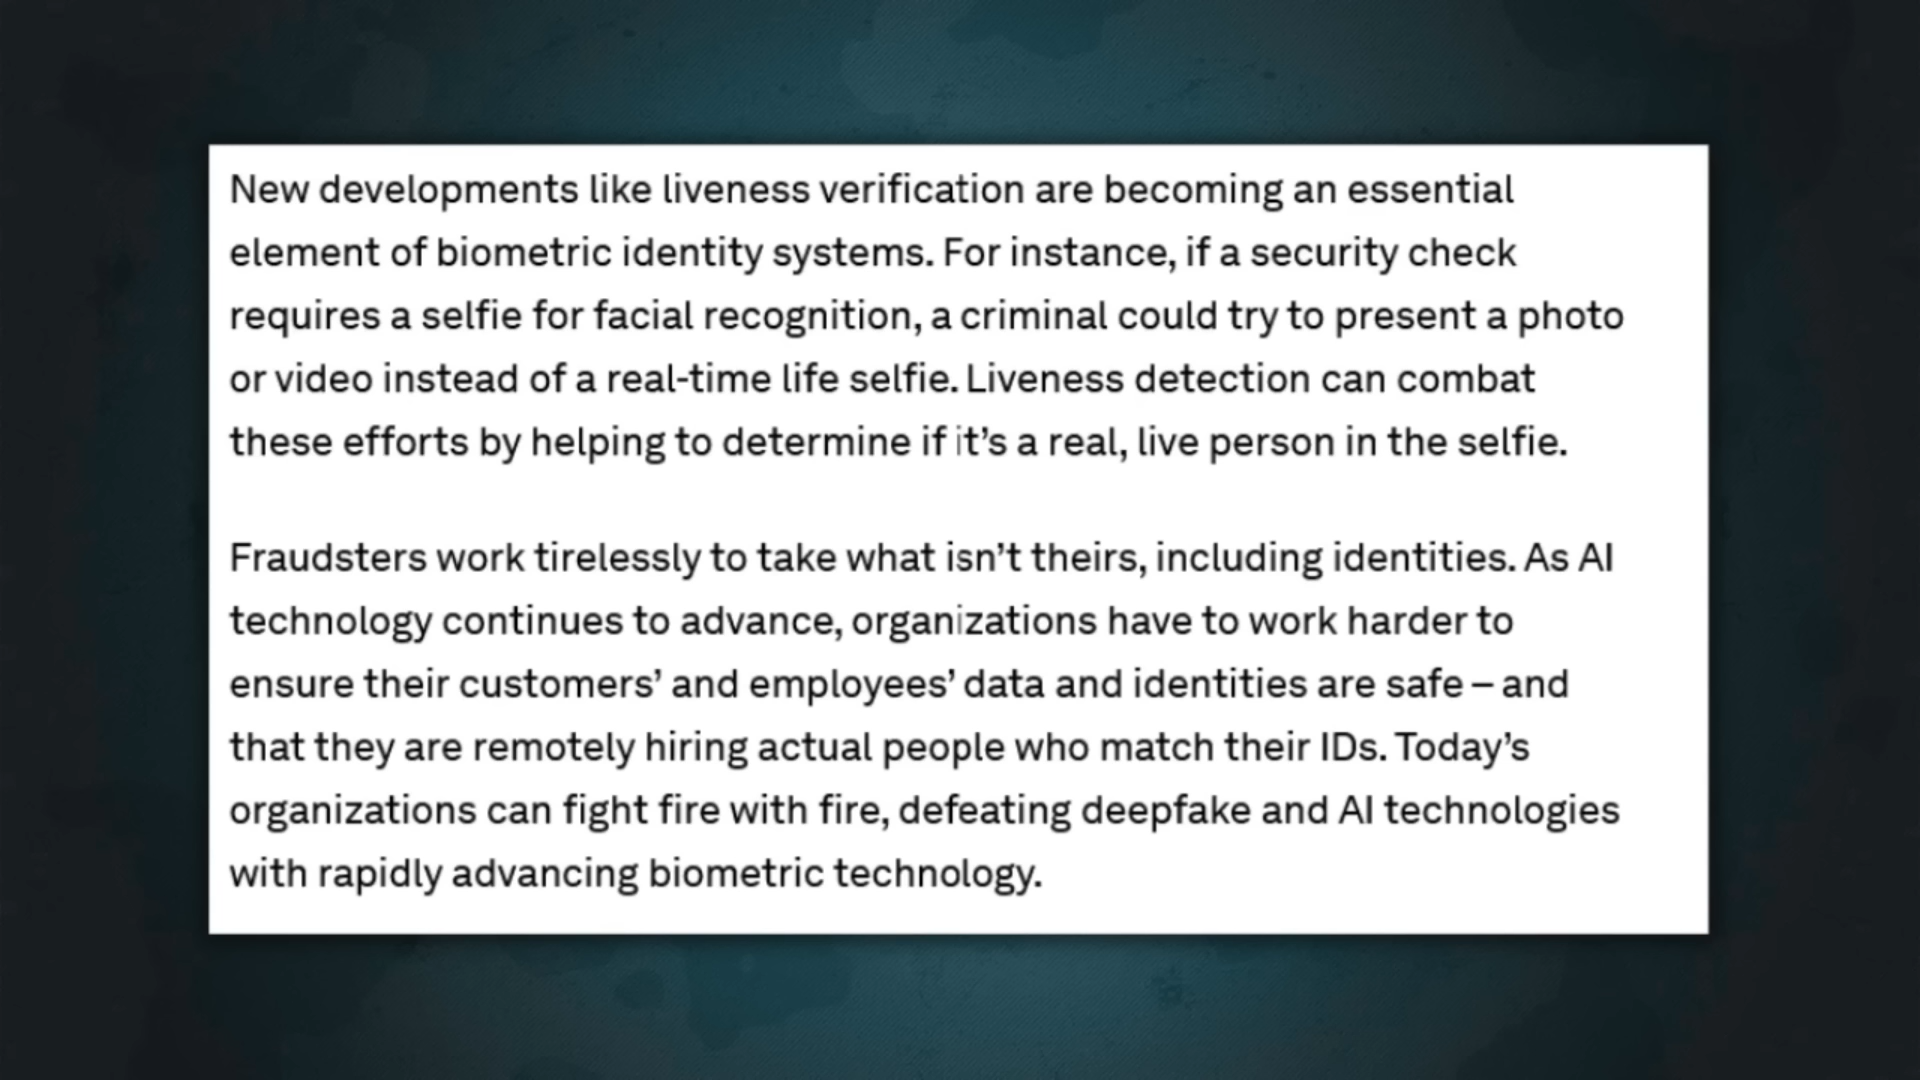 New developments like liveness verification are becoming an essential
element of biometric identity systems. For instance, if a security check
requires a selfie for facial recognition, a criminal could try to present a photo
or video instead of a real-time life selfie. Liveness detection can combat
these efforts by helping to determine if it’s a real, live person in the selfie.
Fraudsters work tirelessly to take what isn’t theirs, including identities. As AI
technology continues to advance, organizations have to work harder to
ensure their customers’ and employees’ data and identities are safe – and
that they are remotely hiring actual people who match their IDs. Today’s
organizations can fight fire with fire, defeating deepfake and AI technologies
with rapidly advancing biometric technology.